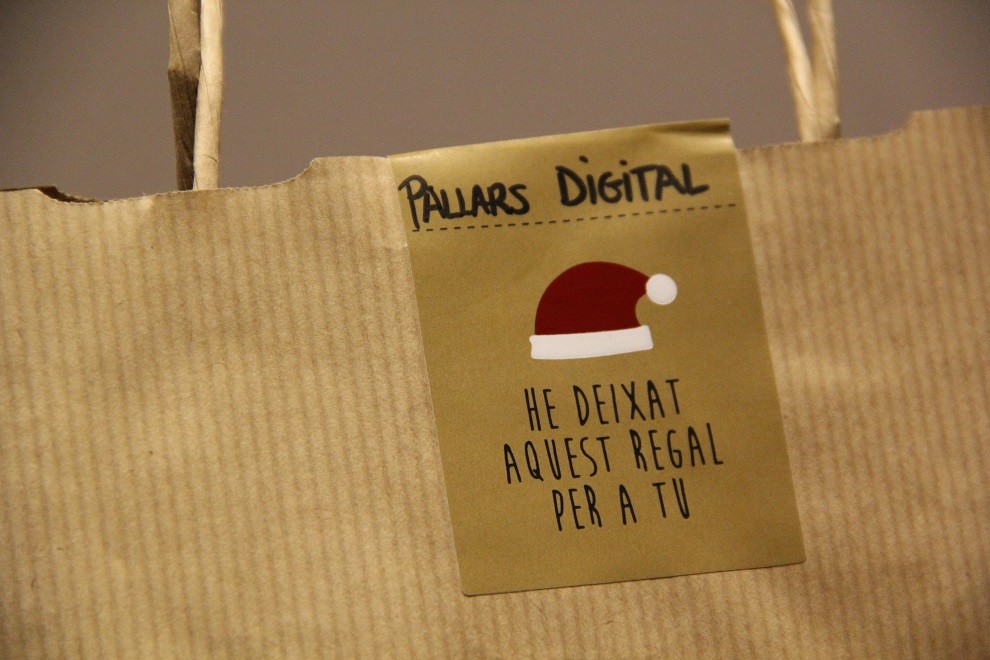 PALLARS DIGITAL
HE DEIXAT
AQUEST REGAL
PER A TU